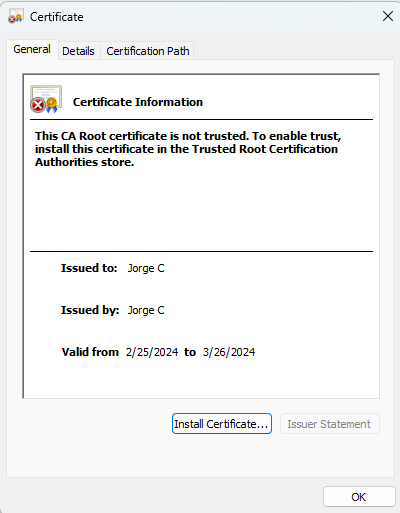 Certificate
General Details Certification Path
Certificate Information
This CA Root certificate is not trusted. To enable trust,
install this certificate in the Trusted Root Certification
Authorities store.
Issued to: Jorge C
Issued by: Jorge C
Valid from 2/25/2024 to 3/26/2024
Install Certificate... Issuer Statement
OK